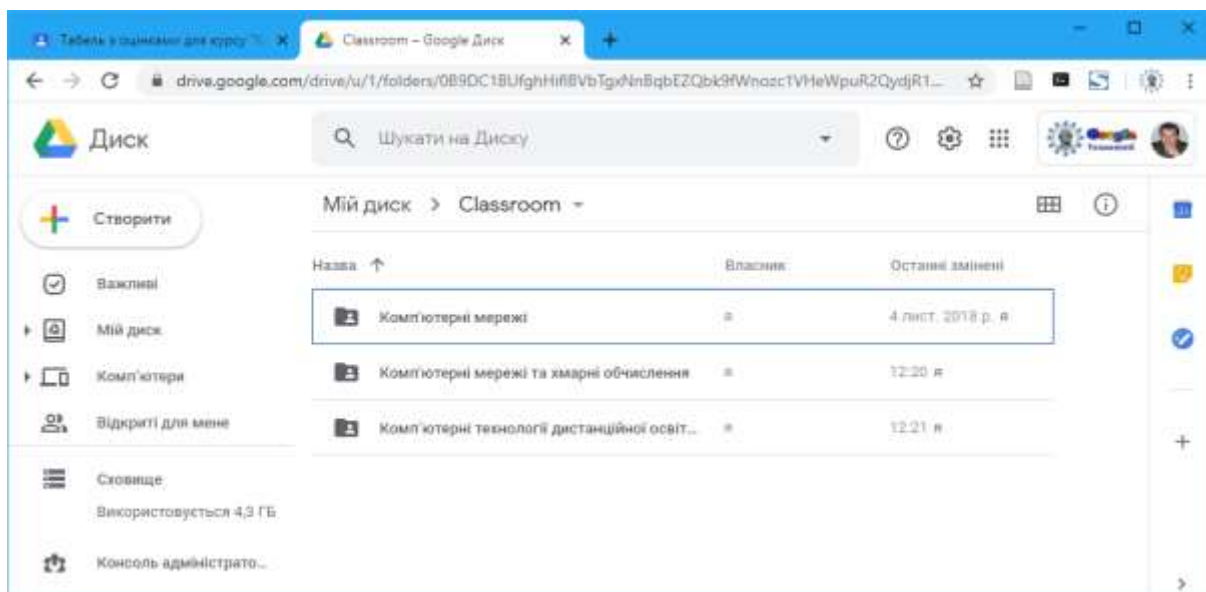 Табель з оцінками для курсу
Classroom – Google Диск
drive.google.com/drive/u/1/folders/
Диск
Шукати на Диску
Google
Створити
Мій диск > Classroom
Назва
Власник
Останні змінені
Важливі
Комп'ютерні мережі
я
4 лист. 2018 р. я
Мій диск
Комп'ютери
Комп'ютерні мережі та хмарні обчислення
я
12:20 я
Відкриті для мене
Комп'ютерні технології дистанційної освіт...
я
12:21 я
Сховище
Використовується 4,3 ГБ
Консоль адміністрато...